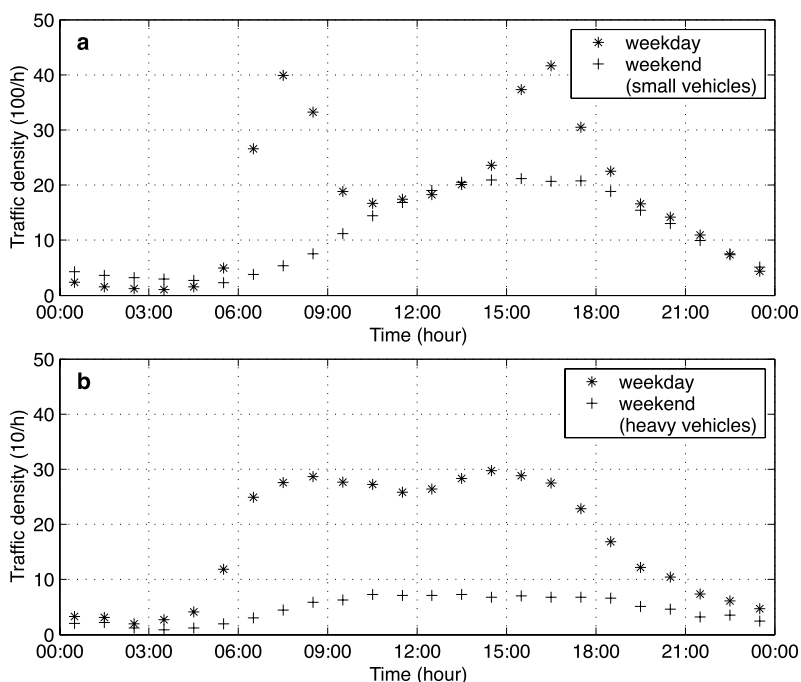 50
a
weekday
weekend
(small vehicles)
40
30
20
10
0
Traffic density (100/h)
00:00 03:00 06:00 09:00 12:00 15:00 18:00 21:00 00:00
Time (hour)
50
b
weekday
weekend
(heavy vehicles)
40
30
20
10
0
Traffic density (10/h)
00:00 03:00 06:00 09:00 12:00 15:00 18:00 21:00 00:00
Time (hour)